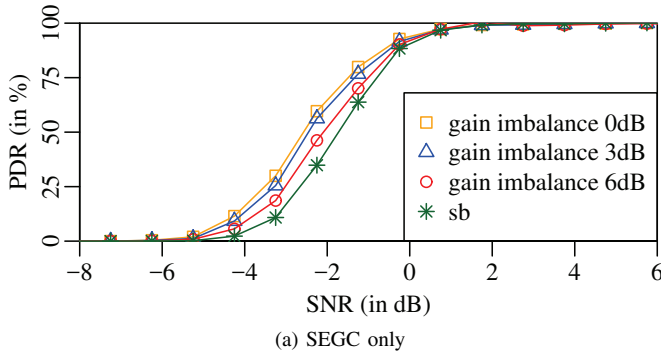 PDR (in %)
100
75
50
25
0
gain imbalance 0dB
gain imbalance 3dB
gain imbalance 6dB
sb
−8 −6 −4 −2 0 2 4 6
SNR (in dB)
(a) SEGC only